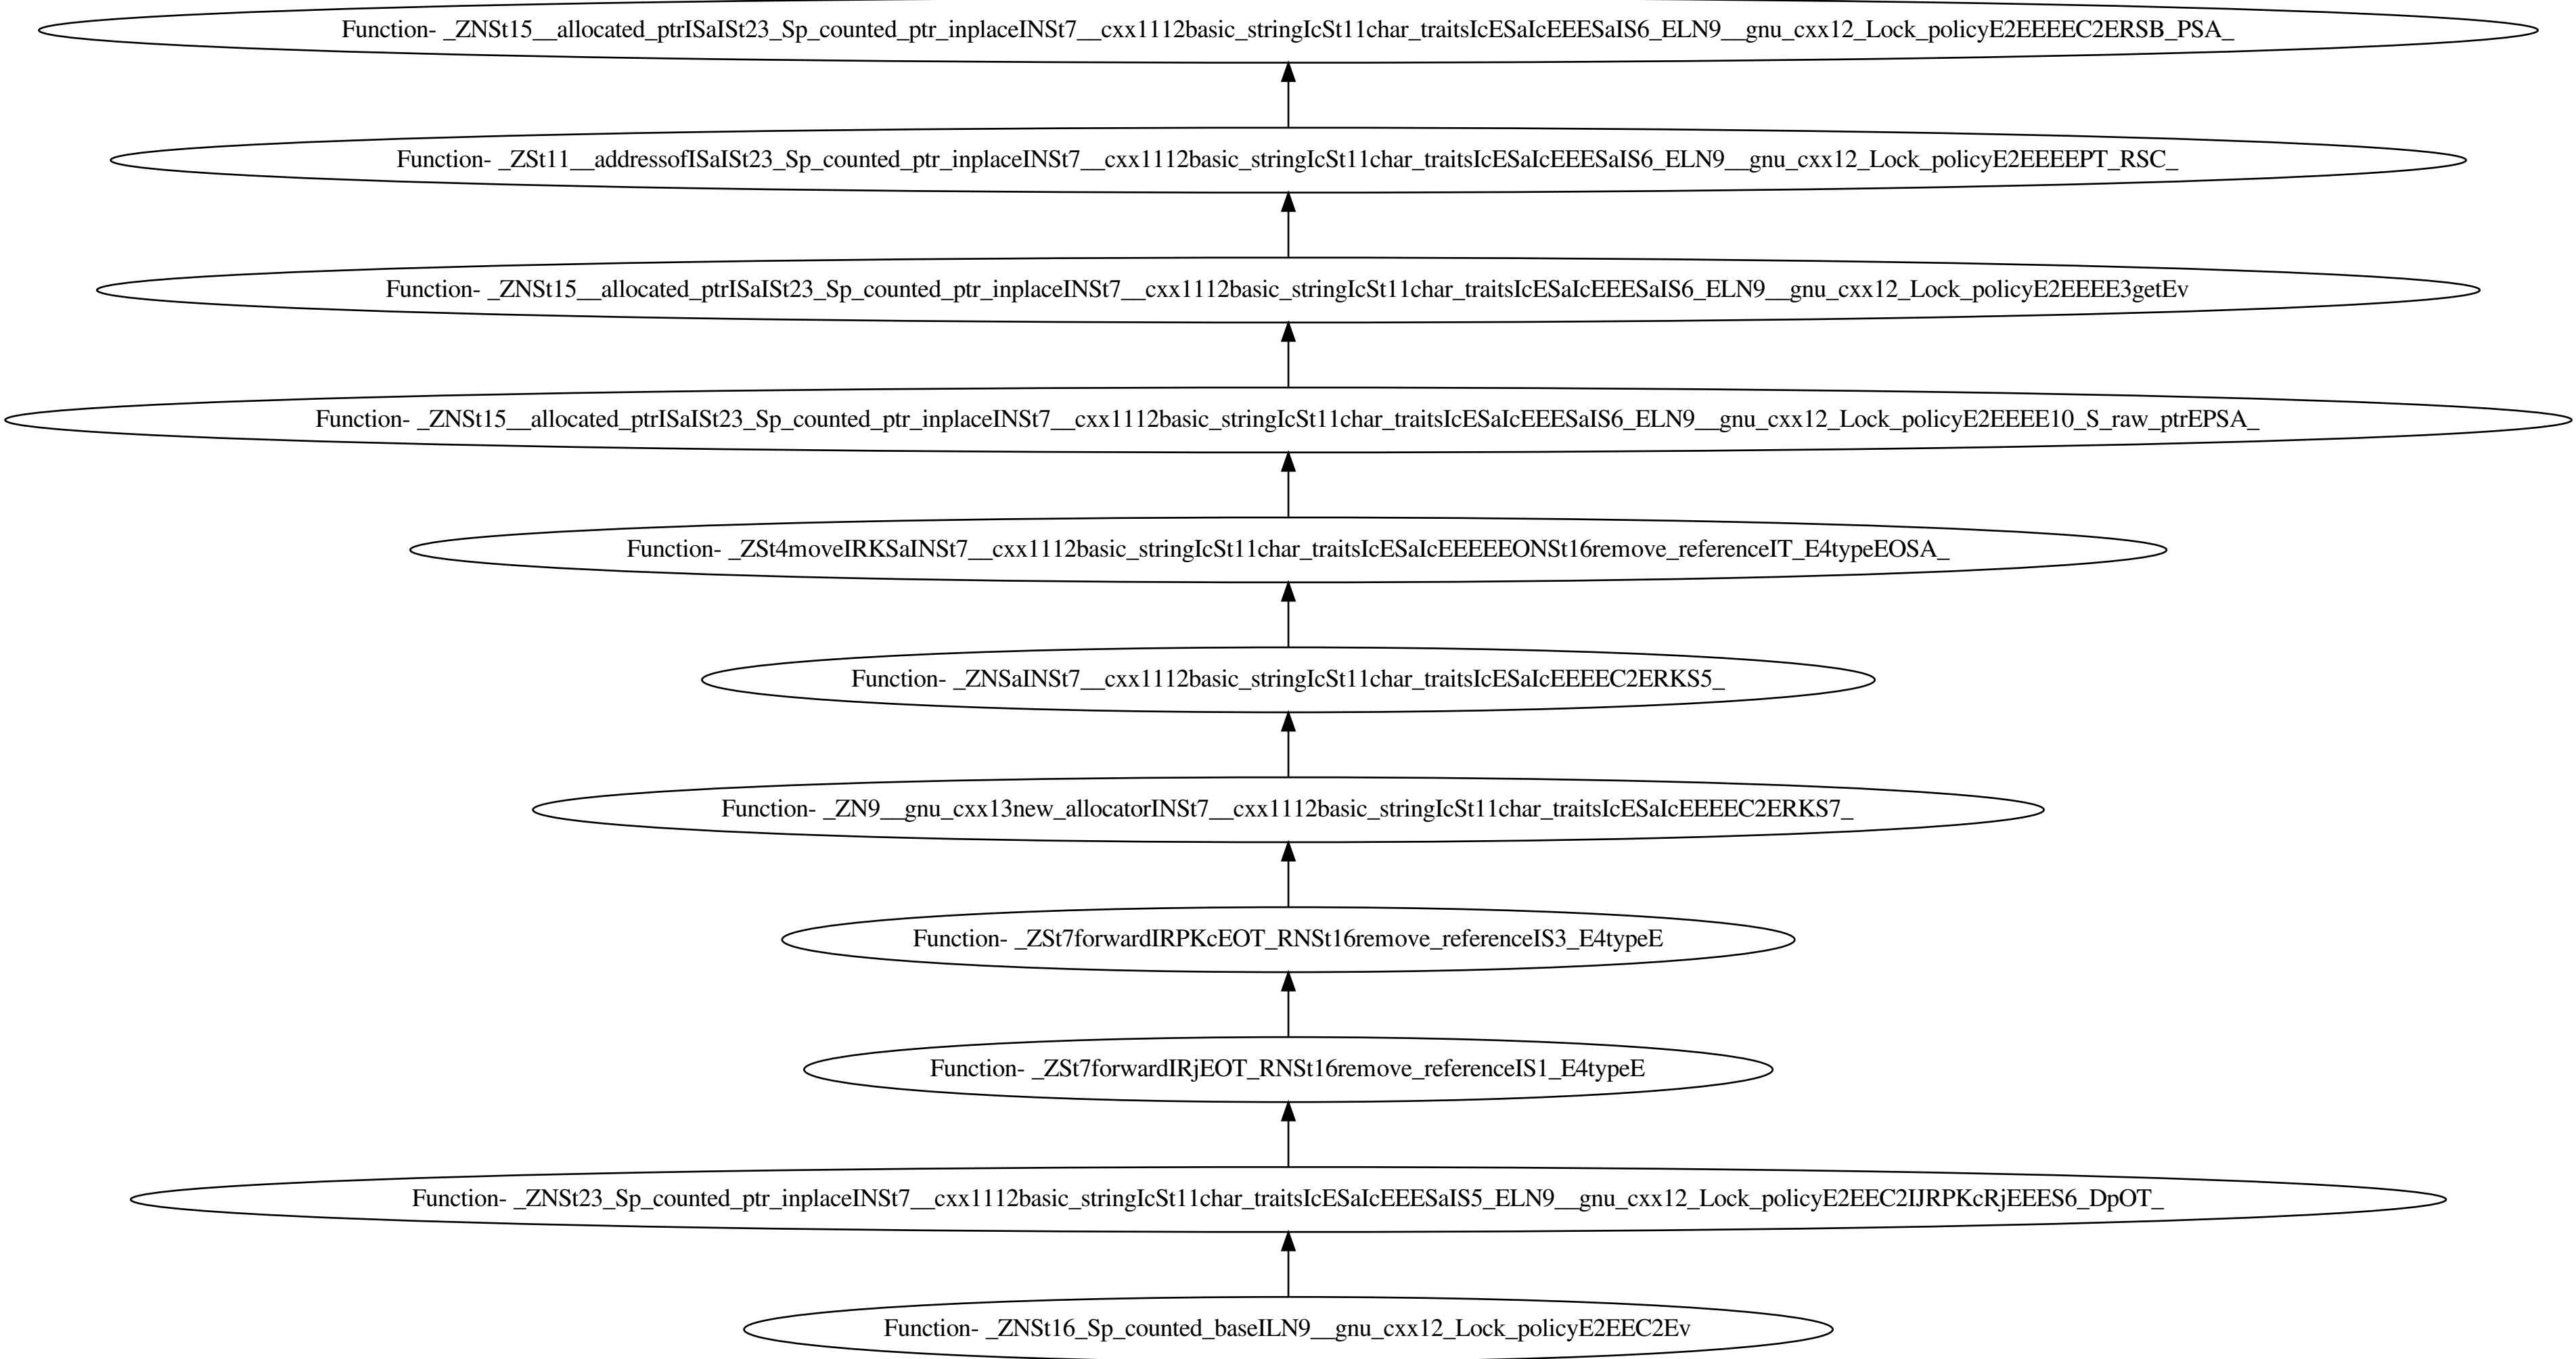 Function- _ZNSt15__allocated_ptrISaISt23_Sp_counted_ptr_inplaceINSt7__cxx1112basic_stringIcSt11char_traitsIcESaIcEEESaIS6_ELN9__gnu_cxx12_Lock_policyE2EEEEC2ERSB_PSA_
Function- _ZSt11__addressofISaISt23_Sp_counted_ptr_inplaceINSt7__cxx1112basic_stringIcSt11char_traitsIcESaIcEEESaIS6_ELN9__gnu_cxx12_Lock_policyE2EEEEPT_RSC_
Function- _ZNSt15__allocated_ptrISaISt23_Sp_counted_ptr_inplaceINSt7__cxx1112basic_stringIcSt11char_traitsIcESaIcEEESaIS6_ELN9__gnu_cxx12_Lock_policyE2EEEE3getEv
Function- _ZNSt15__allocated_ptrISaISt23_Sp_counted_ptr_inplaceINSt7__cxx1112basic_stringIcSt11char_traitsIcESaIcEEESaIS6_ELN9__gnu_cxx12_Lock_policyE2EEEE10_S_raw_ptrEPSA_
Function- _ZSt4moveIRKSaINSt7__cxx1112basic_stringIcSt11char_traitsIcESaIcEEEEEONSt16remove_referenceIT_E4typeEOSA_
Function- _ZNSaINSt7__cxx1112basic_stringIcSt11char_traitsIcESaIcEEEEC2ERKS5_
Function- _ZN9__gnu_cxx13new_allocatorINSt7__cxx1112basic_stringIcSt11char_traitsIcESaIcEEEEC2ERKS7_
Function- _ZSt7forwardIRPKcEOT_RNSt16remove_referenceIS3_E4typeE
Function- _ZSt7forwardIRjEOT_RNSt16remove_referenceIS1_E4typeE
Function- _ZNSt23_Sp_counted_ptr_inplaceINSt7__cxx1112basic_stringIcSt11char_traitsIcESaIcEEESaIS5_ELN9__gnu_cxx12_Lock_policyE2EEC2IJRPKcRjEEES6_DpOT_
Function- _ZNSt16_Sp_counted_baseILN9__gnu_cxx12_Lock_policyE2EEC2Ev